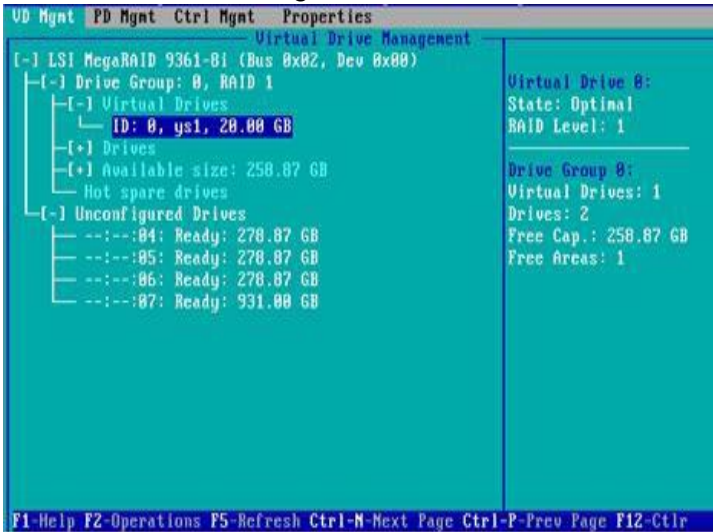 VD Mgmt PD Mgmt Ctrl Mgmt Properties
Virtual Drive Management
[-] LSI MegaRAID 9361-8i (Bus 0x02, Dev 0x00)
[-] Drive Group: 0, RAID 1
[-] Virtual Drives
ID: 0, ys1, 20.00 GB
[+] Drives
[+] Available size: 258.87 GB
Hot spare drives
[-] Unconfigured Drives
--:--:04: Ready: 278.87 GB
--:--:05: Ready: 278.87 GB
--:--:06: Ready: 278.87 GB
--:--:07: Ready: 931.00 GB
Virtual Drive 0:
State: Optimal
RAID Level: 1
Drive Group 0:
Virtual Drives: 1
Drives: 2
Free Cap.: 258.87 GB
Free Areas: 1
F1-Help F2-Operations F5-Refresh Ctrl-N-Next Page Ctrl-P-Prev Page F12-Ctlr